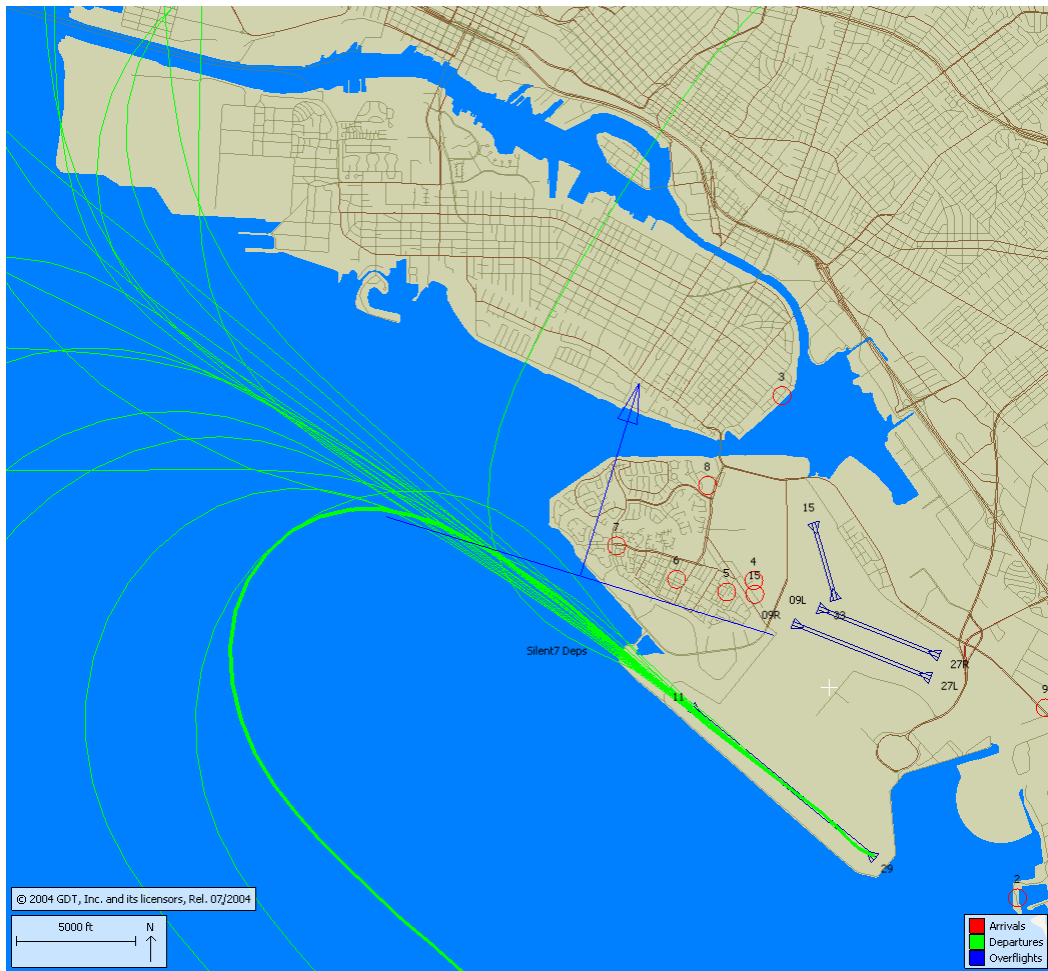 3
8
15
7
6
5
4
15
09L
09R
33
Silent7 Deps
27R
27L
11
9
29
2
© 2004 GDT, Inc. and its licensors, Rel. 07/2004
5000 ft
N
Arrivals
Departures
Overflights